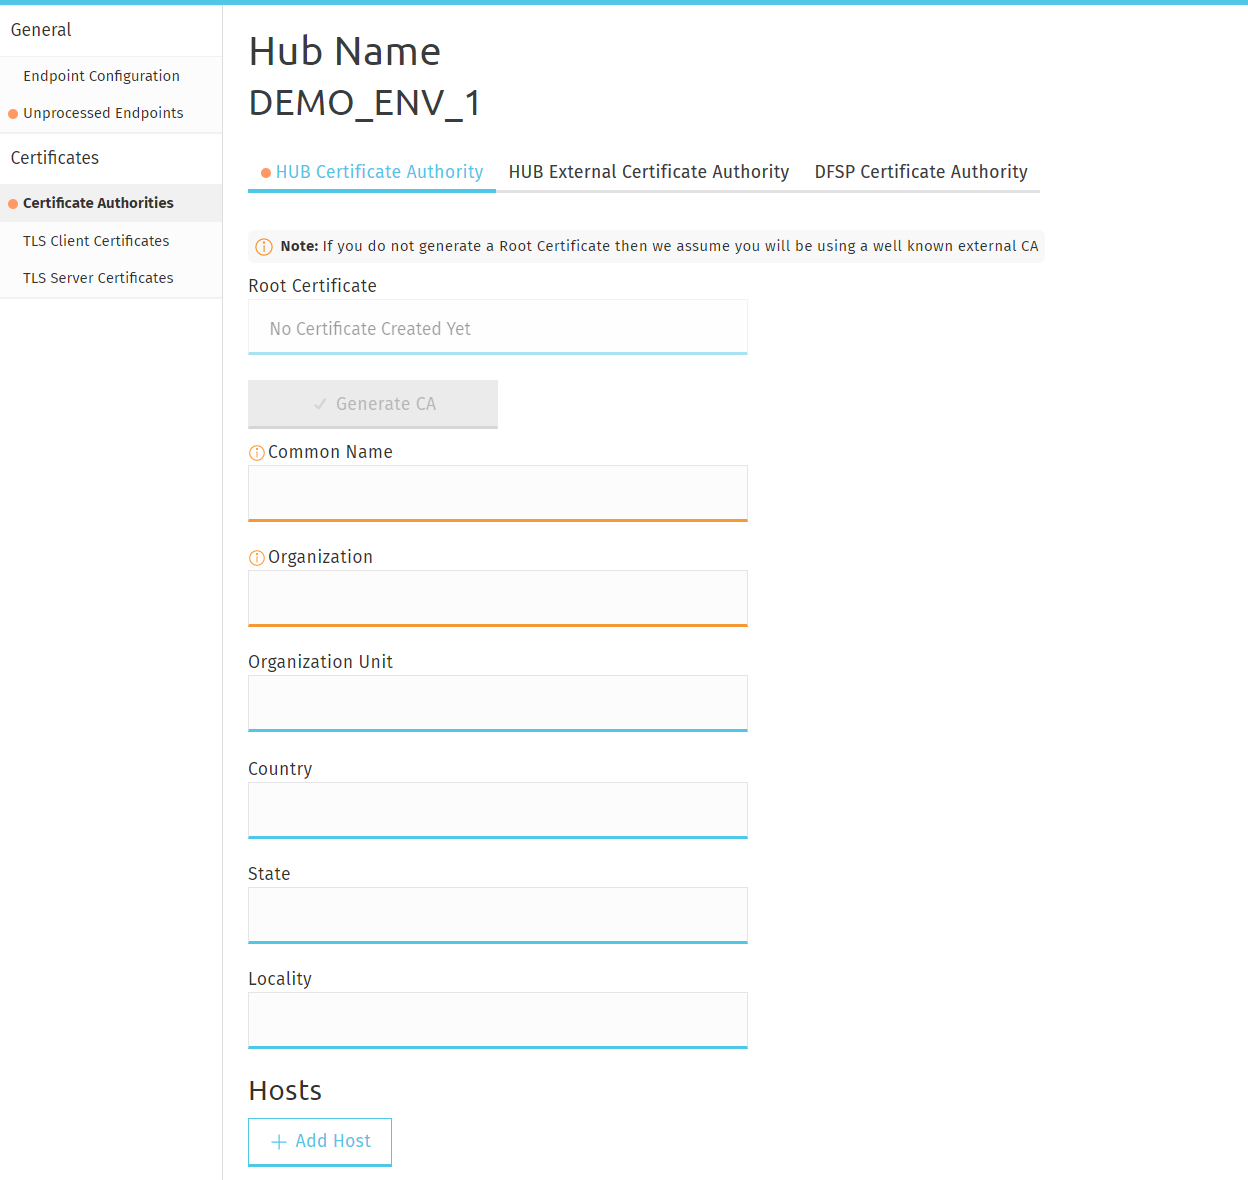 General
Endpoint Configuration
Unprocessed Endpoints
Certificates
Certificate Authorities
TLS Client Certificates
TLS Server Certificates
Hub Name
DEMO_ENV_1
HUB Certificate Authority
HUB External Certificate Authority
DFSP Certificate Authority
Note: If you do not generate a Root Certificate then we assume you will be using a well known external CA
Root Certificate
No Certificate Created Yet
Generate CA
Common Name
Organization
Organization Unit
Country
State
Locality
Hosts
Add Host